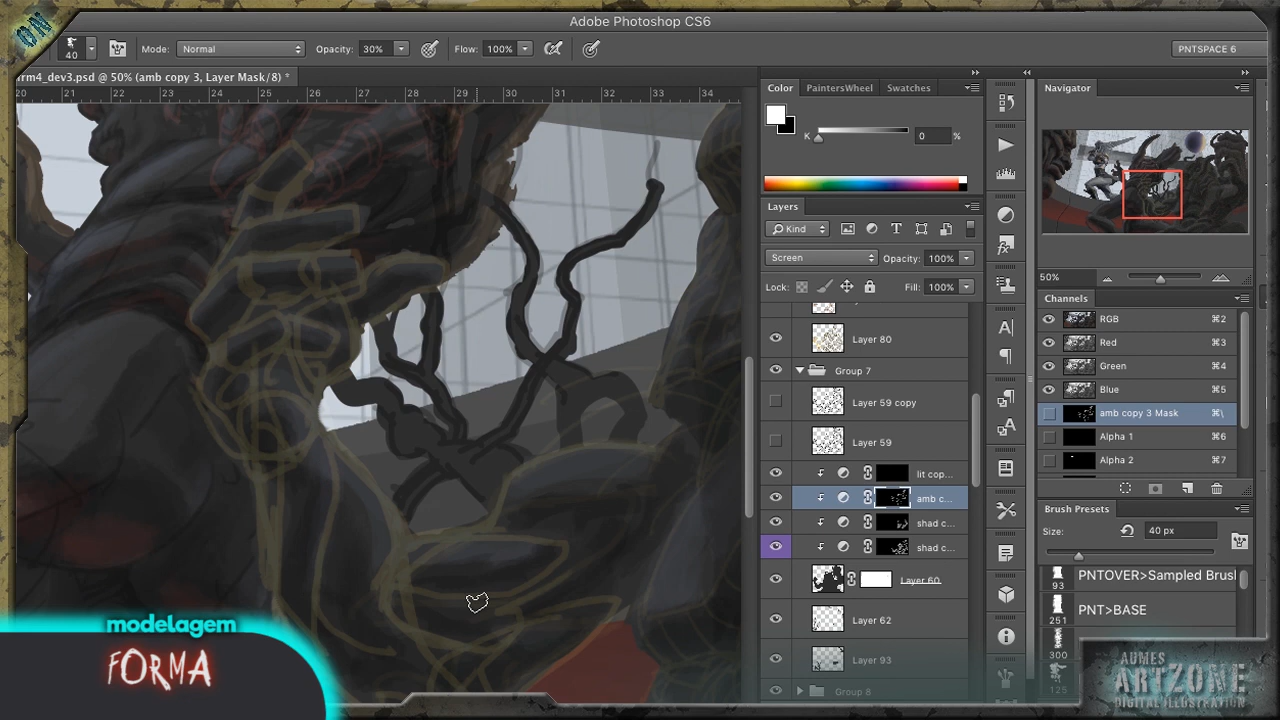 ON
Adobe Photoshop CS6
40
Mode: Normal
Opacity: 30%
Flow: 100%
PNTSPACE 6
rm4_dev3.psd @ 50% (amb copy 3, Layer Mask/8) *
20 21 22 23 24 25 26 27 28 29 30 31 32 33 34
Color PaintersWheel Swatches
K 0 %
Layers
Kind
Screen Opacity: 100%
Lock: Fill: 100%
Layer 80
Group 7
Layer 59 copy
Layer 59
lit cop...
amb c...
shad c...
shad c...
Layer 60
Layer 62
Layer 93
Group 8
Navigator
50%
Channels
RGB ⌘2
Red ⌘3
Green ⌘4
Blue ⌘5
amb copy 3 Mask ⌘\
Alpha 1 ⌘6
Alpha 2 ⌘7
Brush Presets
Size: 40 px
93 PNTOVER>Sampled Brush
251 PNT>BASE
300
125
modelagem
FORMA
AUMES
ARTZONE
DIGITAL ILLUSTRATION